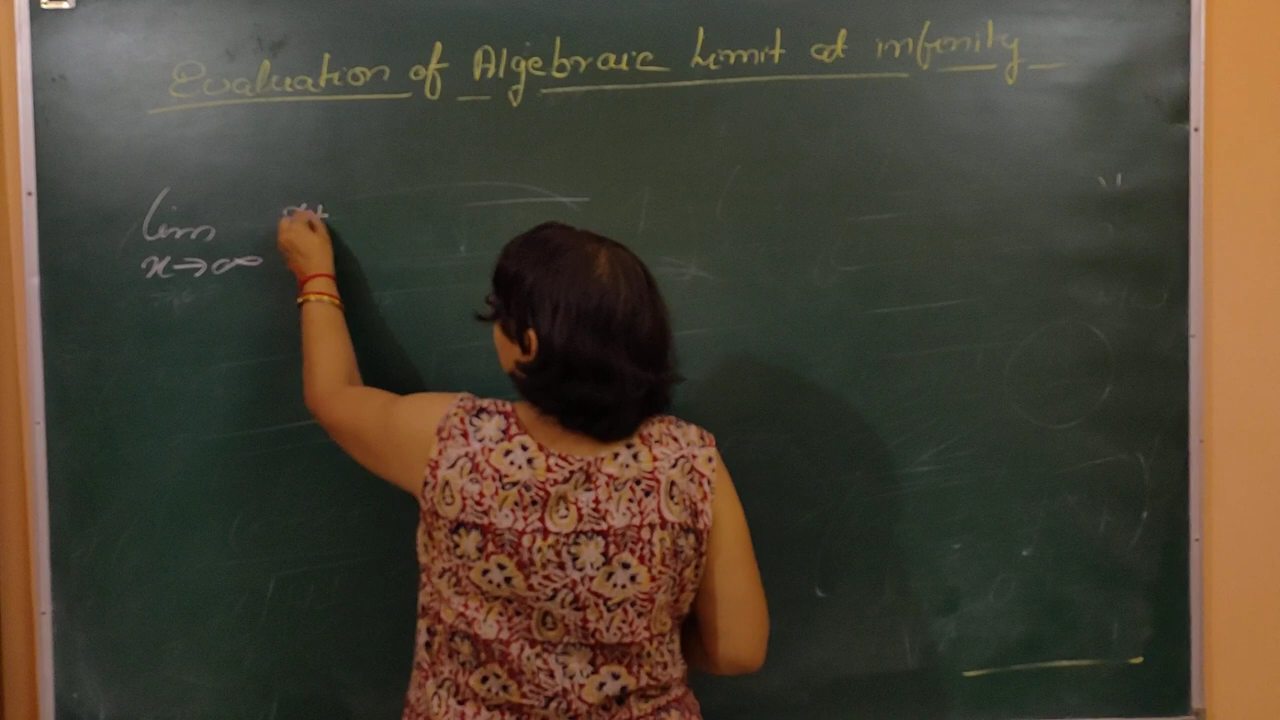 Evaluation of Algebraic Limit at infinity
lim x+
x→∞